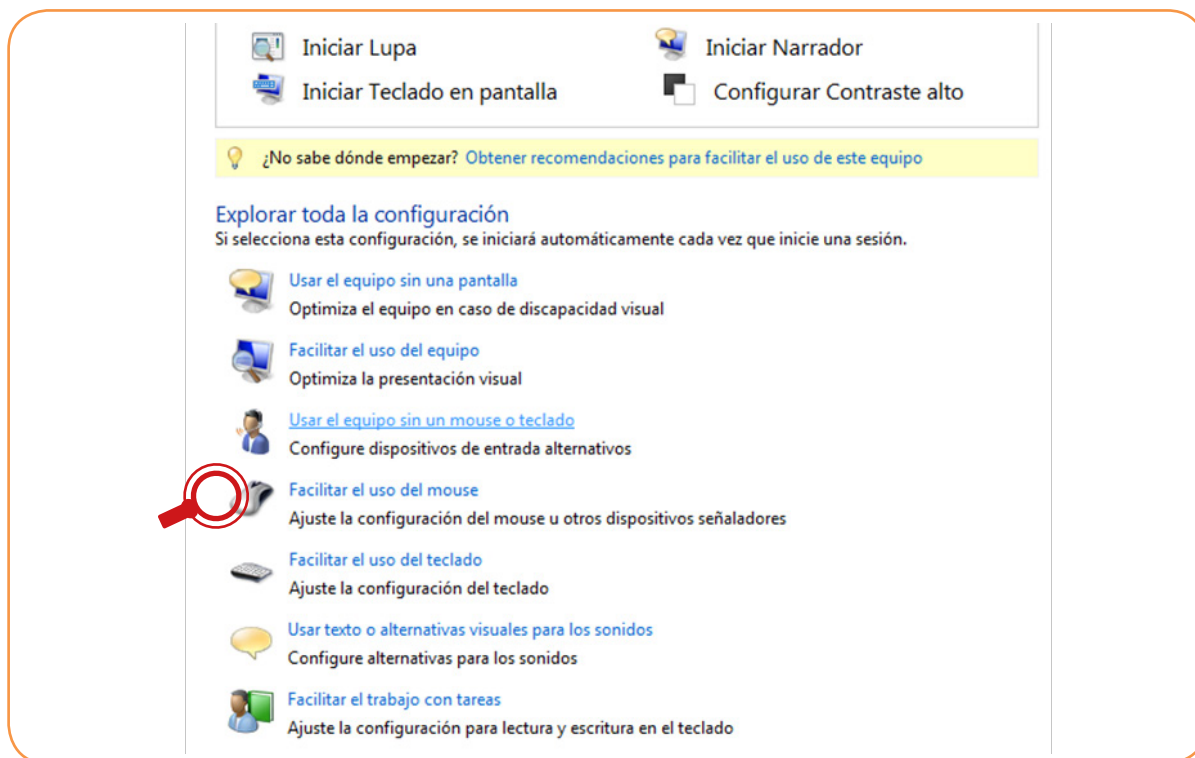 Iniciar Lupa
Iniciar Narrador
Iniciar Teclado en pantalla
Configurar Contraste alto
¿No sabe dónde empezar? Obtener recomendaciones para facilitar el uso de este equipo
Explorar toda la configuración
Si selecciona esta configuración, se iniciará automáticamente cada vez que inicie una sesión.
Usar el equipo sin una pantalla
Optimiza el equipo en caso de discapacidad visual
Facilitar el uso del equipo
Optimiza la presentación visual
Usar el equipo sin un mouse o teclado
Configure dispositivos de entrada alternativos
Facilitar el uso del mouse
Ajuste la configuración del mouse u otros dispositivos señaladores
Facilitar el uso del teclado
Ajuste la configuración del teclado
Usar texto o alternativas visuales para los sonidos
Configure alternativas para los sonidos
Facilitar el trabajo con tareas
Ajuste la configuración para lectura y escritura en el teclado